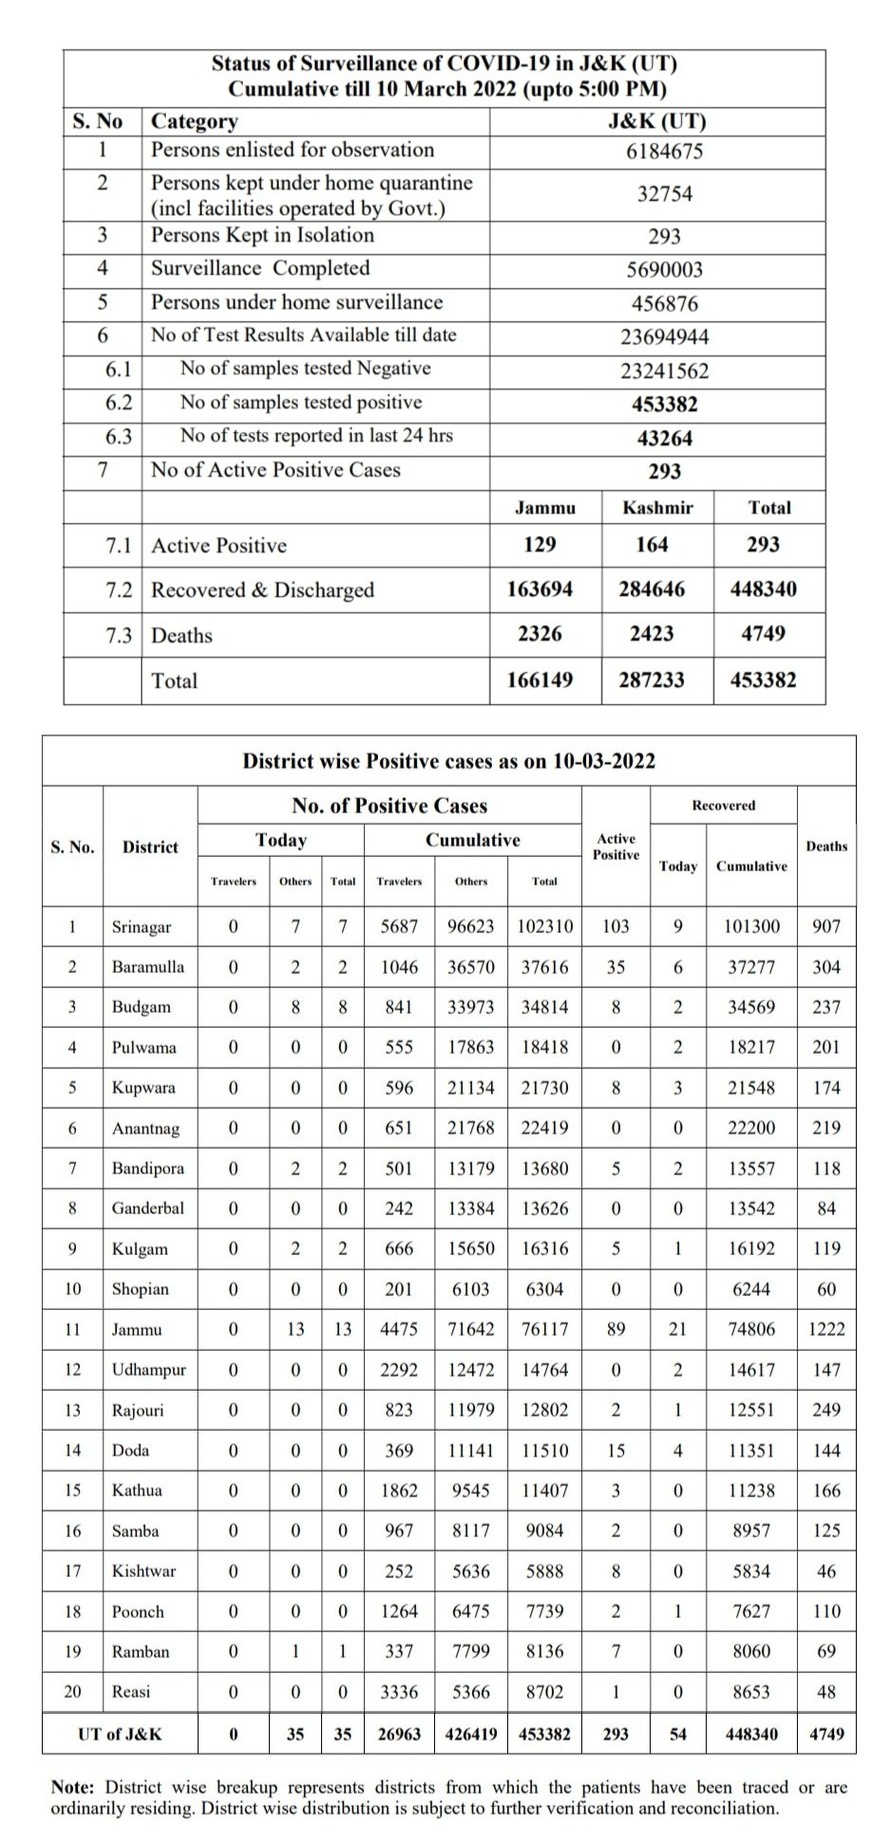 Status of Surveillance of COVID-19 in J&K (UT)
Cumulative till 10 March 2022 (upto 5:00 PM)
S. No Category J&K (UT)
1 Persons enlisted for observation 6184675
2 Persons kept under home quarantine
(incl facilities operated by Govt.) 32754
3 Persons Kept in Isolation 293
4 Surveillance Completed 5690003
5 Persons under home surveillance 456876
6 No of Test Results Available till date 23694944
6.1 No of samples tested Negative 23241562
6.2 No of samples tested positive 453382
6.3 No of tests reported in last 24 hrs 43264
7 No of Active Positive Cases 293
Jammu Kashmir Total
7.1 Active Positive 129 164 293
7.2 Recovered & Discharged 163694 284646 448340
7.3 Deaths 2326 2423 4749
Total 166149 287233 453382
District wise Positive cases as on 10-03-2022
S. No. District No. of Positive Cases Active Positive Recovered Deaths
Today Cumulative Today Cumulative
Travelers Others Total Travelers Others Total
1 Srinagar 0 7 7 5687 96623 102310 103 9 101300 907
2 Baramulla 0 2 2 1046 36570 37616 35 6 37277 304
3 Budgam 0 8 8 841 33973 34814 8 2 34569 237
4 Pulwama 0 0 0 555 17863 18418 0 2 18217 201
5 Kupwara 0 0 0 596 21134 21730 8 3 21548 174
6 Anantnag 0 0 0 651 21768 22419 0 0 22200 219
7 Bandipora 0 2 2 501 13179 13680 5 2 13557 118
8 Ganderbal 0 0 0 242 13384 13626 0 0 13542 84
9 Kulgam 0 2 2 666 15650 16316 5 1 16192 119
10 Shopian 0 0 0 201 6103 6304 0 0 6244 60
11 Jammu 0 13 13 4475 71642 76117 89 21 74806 1222
12 Udhampur 0 0 0 2292 12472 14764 0 2 14617 147
13 Rajouri 0 0 0 823 11979 12802 2 1 12551 249
14 Doda 0 0 0 369 11141 11510 15 4 11351 144
15 Kathua 0 0 0 1862 9545 11407 3 0 11238 166
16 Samba 0 0 0 967 8117 9084 2 0 8957 125
17 Kishtwar 0 0 0 252 5636 5888 8 0 5834 46
18 Poonch 0 0 0 1264 6475 7739 2 1 7627 110
19 Ramban 0 1 1 337 7799 8136 7 0 8060 69
20 Reasi 0 0 0 3336 5366 8702 1 0 8653 48
UT of J&K 0 35 35 26963 426419 453382 293 54 448340 4749
Note: District wise breakup represents districts from which the patients have been traced or are
ordinarily residing. District wise distribution is subject to further verification and reconciliation.